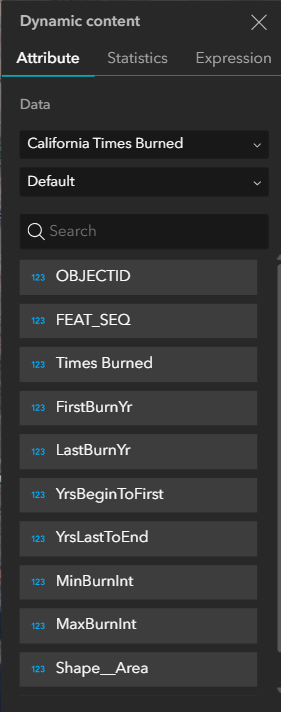 Dynamic content
Attribute Statistics Expression
Data
California Times Burned
Default
Search
123 OBJECTID
123 FEAT_SEQ
123 Times Burned
123 FirstBurnYr
123 LastBurnYr
123 YrsBeginToFirst
123 YrsLastToEnd
123 MinBurnInt
123 MaxBurnInt
123 Shape__Area